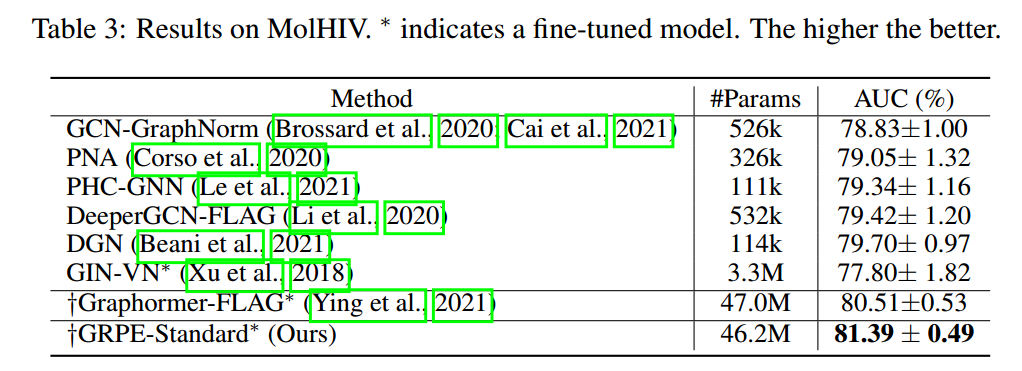 Table 3: Results on MolHIV. * indicates a fine-tuned model. The higher the better.
Method #Params AUC (%)
GCN-GraphNorm (Brossard et al., 2020; Cai et al., 2021) 526k 78.83±1.00
PNA (Corso et al., 2020) 326k 79.05± 1.32
PHC-GNN (Le et al., 2021) 111k 79.34± 1.16
DeeperGCN-FLAG (Li et al., 2020) 532k 79.42± 1.20
DGN (Beani et al., 2021) 114k 79.70± 0.97
GIN-VN* (Xu et al., 2018) 3.3M 77.80± 1.82
†Graphormer-FLAG* (Ying et al., 2021) 47.0M 80.51±0.53
†GRPE-Standard* (Ours) 46.2M 81.39 ± 0.49